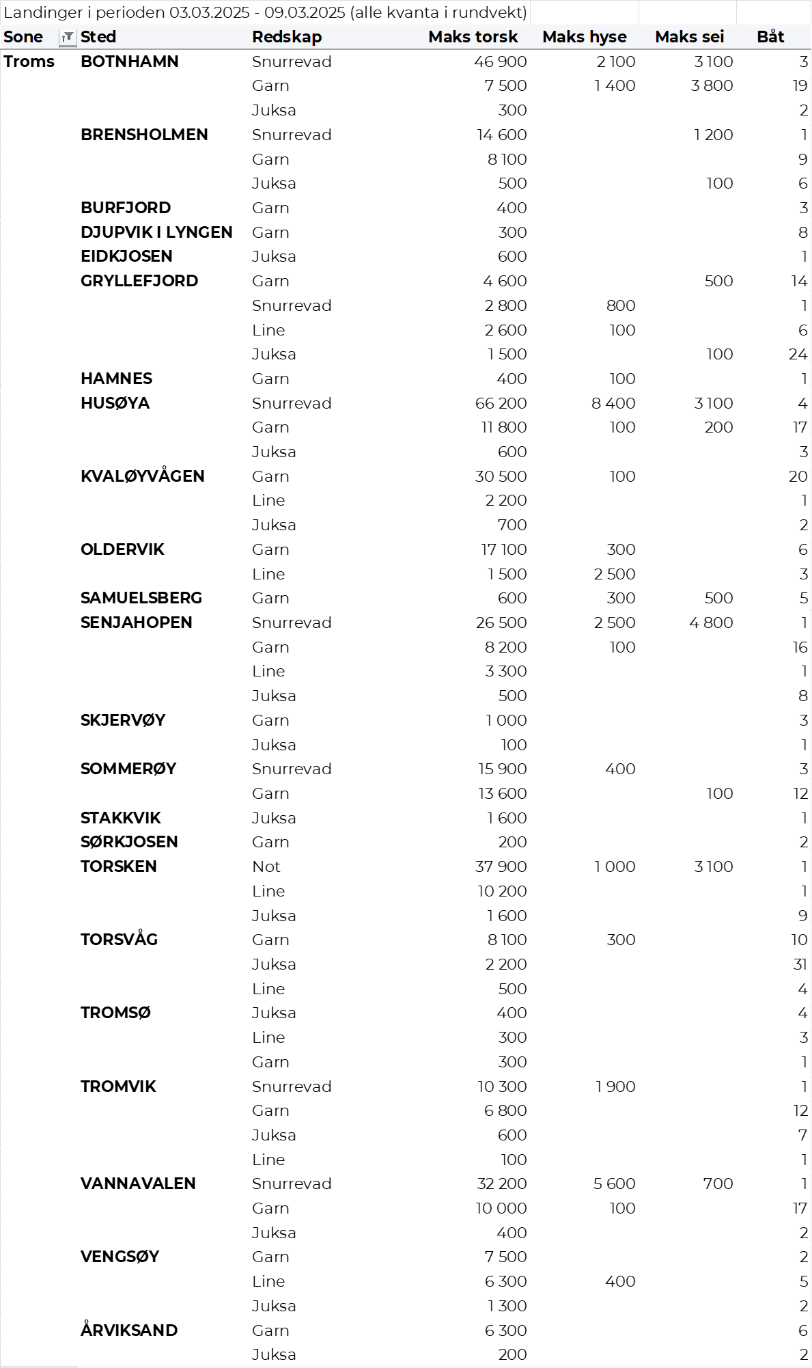 Landinger i perioden 03.03.2025 - 09.03.2025 (alle kvanta i rundvekt)
Sone Sted Redskap Maks torsk Maks hyse Maks sei Båt
Troms BOTNHAMN Snurrevad 46 900 2 100 3 100 3
Garn 7 500 1 400 3 800 19
Juksa 300 2
BRENSHOLMEN Snurrevad 14 600 1 200 1
Garn 8 100 9
Juksa 500 100 6
BURFJORD Garn 400 3
DJUPVIK I LYNGEN Garn 300 8
EIDKJOSEN Juksa 600 1
GRYLLEFJORD Garn 4 600 500 14
Snurrevad 2 800 800 1
Line 2 600 100 6
Juksa 1 500 100 24
HAMNES Garn 400 100 1
HUSØYA Snurrevad 66 200 8 400 3 100 4
Garn 11 800 100 200 17
Juksa 600 3
KVALØYVÅGEN Garn 30 500 100 20
Line 2 200 1
Juksa 700 2
OLDERVIK Garn 17 100 300 6
Line 1 500 2 500 3
SAMUELSBERG Garn 600 300 500 5
SENJAHOPEN Snurrevad 26 500 2 500 4 800 1
Garn 8 200 100 16
Line 3 300 1
Juksa 500 8
SKJERVØY Garn 1 000 3
Juksa 100 1
SOMMERØY Snurrevad 15 900 400 3
Garn 13 600 100 12
STAKKVIK Juksa 1 600 1
SØRKJOSEN Garn 200 2
TORSKEN Not 37 900 1 000 3 100 1
Line 10 200 1
Juksa 1 600 9
TORSVÅG Garn 8 100 300 10
Juksa 2 200 31
Line 500 4
TROMSØ Juksa 400 4
Line 300 3
Garn 300 1
TROMVIK Snurrevad 10 300 1 900 1
Garn 6 800 12
Juksa 600 7
Line 100 1
VANNAVALEN Snurrevad 32 200 5 600 700 1
Garn 10 000 100 17
Juksa 400 2
VENGSØY Garn 7 500 2
Line 6 300 400 5
Juksa 1 300 2
ÅRVIKSAND Garn 6 300 6
Juksa 200 2